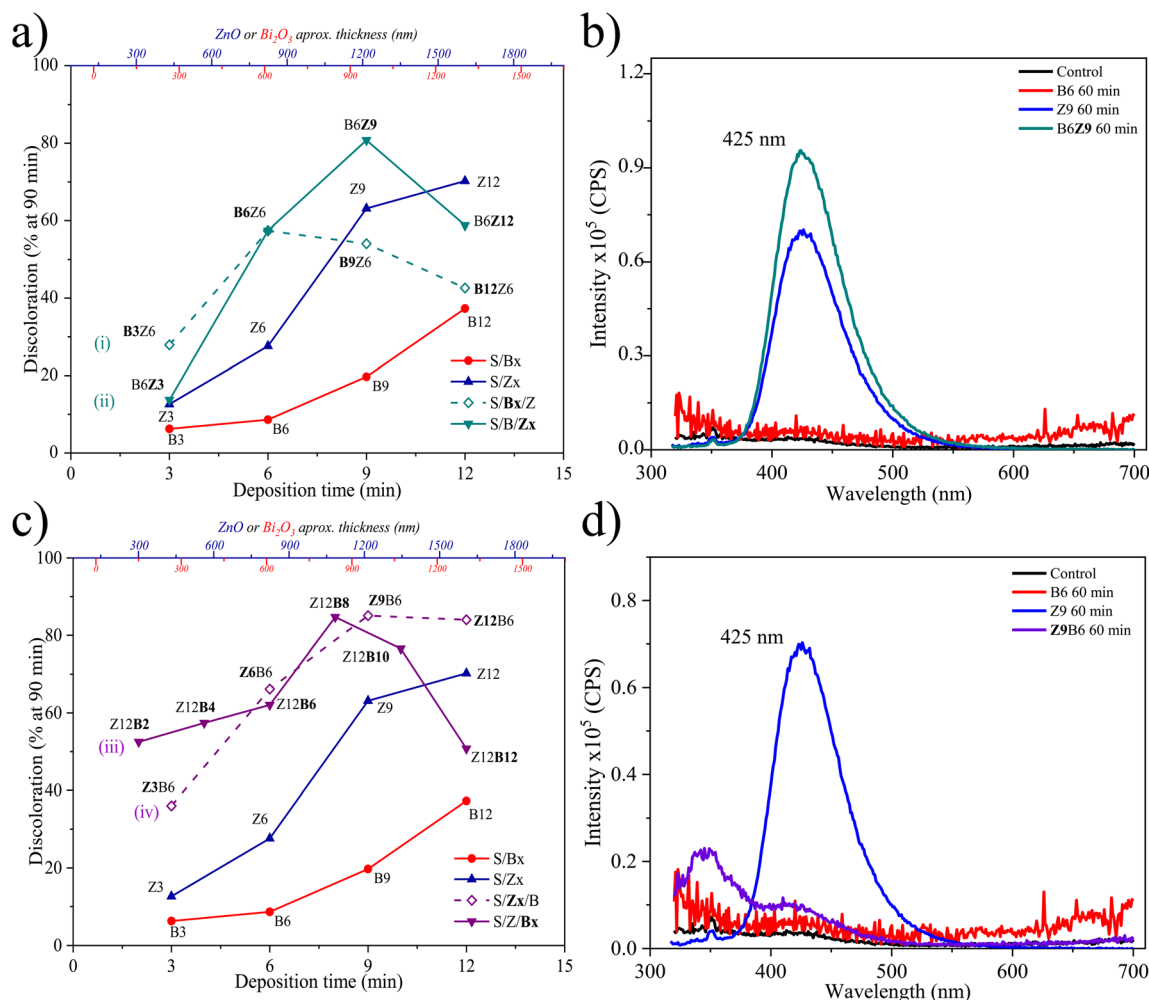 a)
ZnO or Bi2O3 aprox. thickness (nm)
300 600 900 1200 1500 1800
0 300 600 900 1200 1500
Discoloration (% at 90 min)
100
80
60
40
20
0
B6Z9
Z9
Z12
B6Z6
B6Z12
B9Z6
B12Z6
B3Z6
(i)
Z6
B12
B6Z3
(ii)
Z3
B3
B6
B9
S/Bx
S/Zx
S/Bx/Z
S/B/Zx
0 3 6 9 12 15
Deposition time (min)
b)
Intensity x10^5 (CPS)
1.2
0.9
0.6
0.3
0.0
425 nm
Control
B6 60 min
Z9 60 min
B6Z9 60 min
300 400 500 600 700
Wavelength (nm)
c)
ZnO or Bi2O3 aprox. thickness (nm)
300 600 900 1200 1500 1800
0 300 600 900 1200 1500
Discoloration (% at 90 min)
100
80
60
40
20
0
Z12B8
Z9B6
Z12B6
Z12B10
Z6B6
Z12
Z12B2
Z12B4
Z12B6
Z9
(iii)
Z12B12
Z3B6
(iv)
Z6
B12
Z3
B9
B3
B6
S/Bx
S/Zx
S/Zx/B
S/Z/Bx
0 3 6 9 12 15
Deposition time (min)
d)
Intensity x10^5 (CPS)
0.8
0.6
0.4
0.2
0.0
425 nm
Control
B6 60 min
Z9 60 min
Z9B6 60 min
300 400 500 600 700
Wavelength (nm)